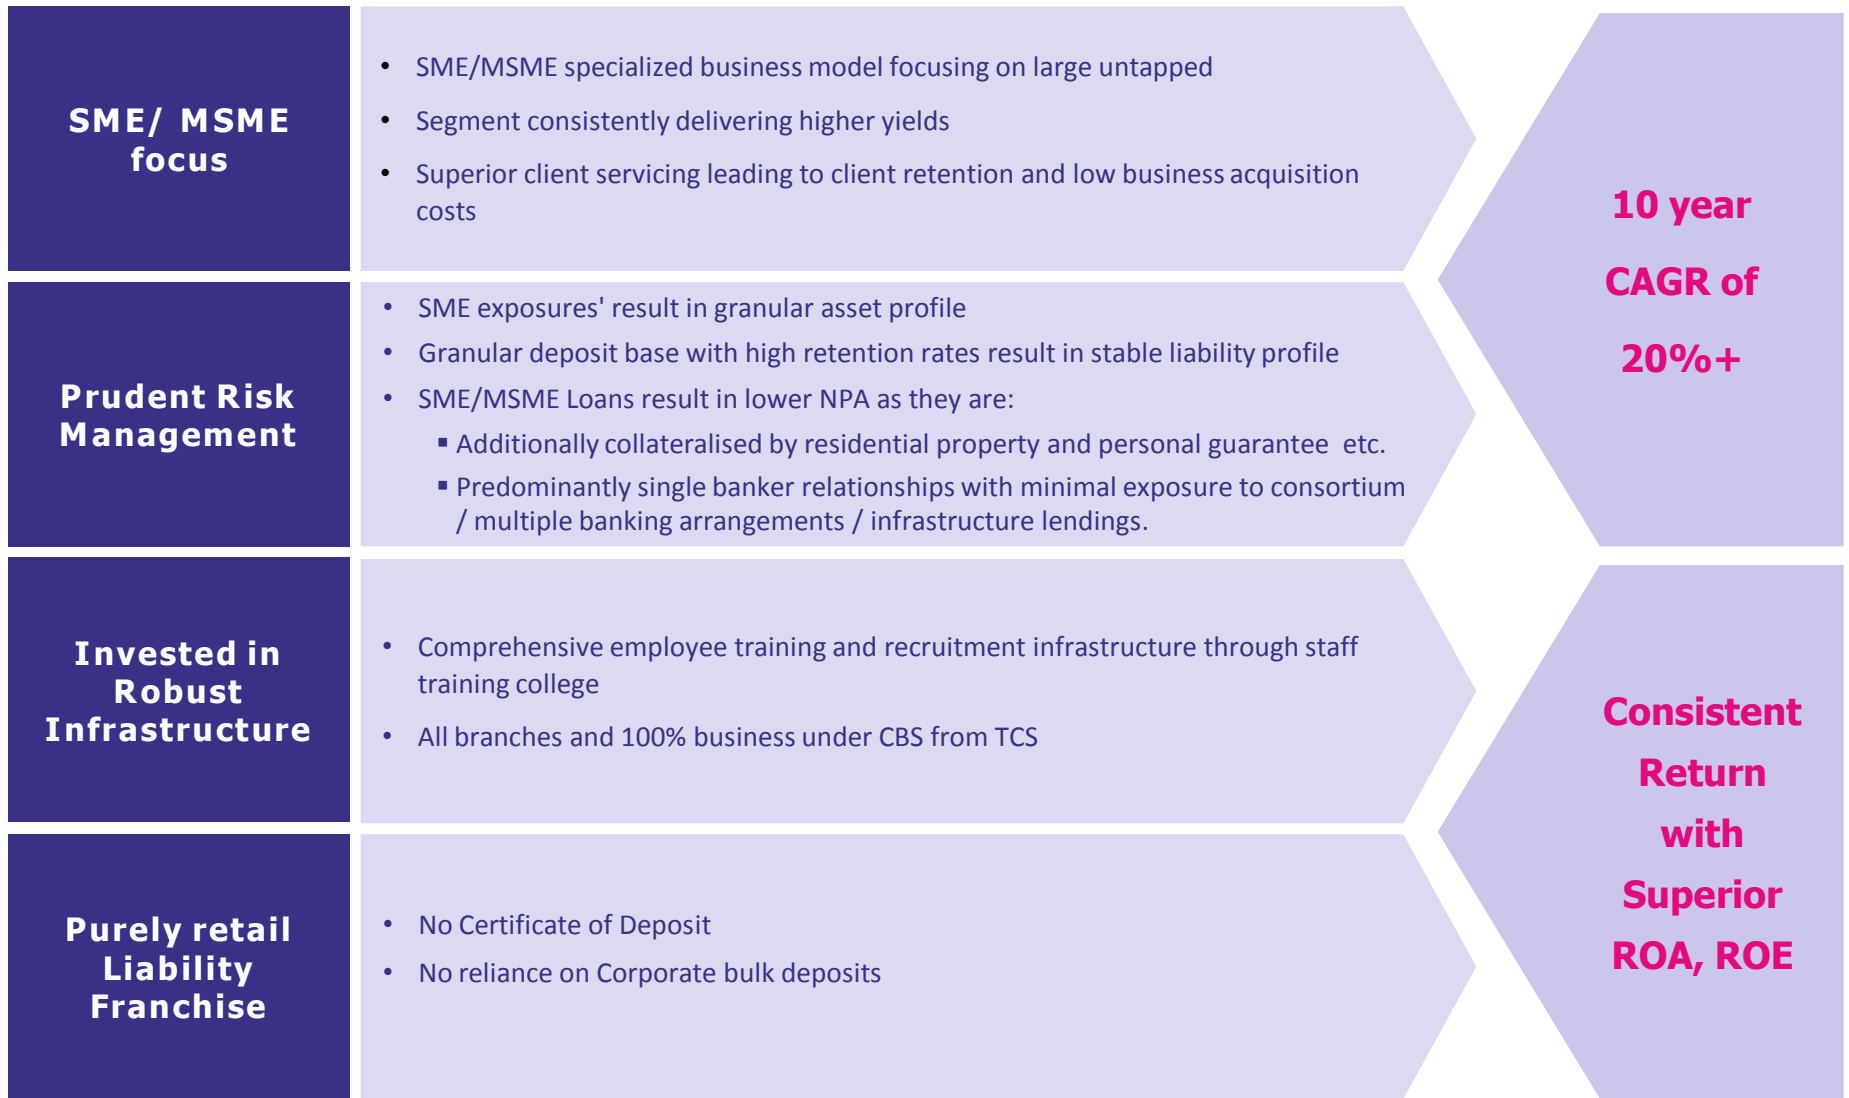 SME/ MSME
focus
• SME/MSME specialized business model focusing on large untapped
• Segment consistently delivering higher yields
• Superior client servicing leading to client retention and low business acquisition
costs
Prudent Risk
Management
• SME exposures' result in granular asset profile
• Granular deposit base with high retention rates result in stable liability profile
• SME/MSME Loans result in lower NPA as they are:
▪ Additionally collateralised by residential property and personal guarantee etc.
▪ Predominantly single banker relationships with minimal exposure to consortium
/ multiple banking arrangements / infrastructure lendings.
10 year
CAGR of
20%+
Invested in
Robust
Infrastructure
• Comprehensive employee training and recruitment infrastructure through staff
training college
• All branches and 100% business under CBS from TCS
Purely retail
Liability
Franchise
• No Certificate of Deposit
• No reliance on Corporate bulk deposits
Consistent
Return
with
Superior
ROA, ROE